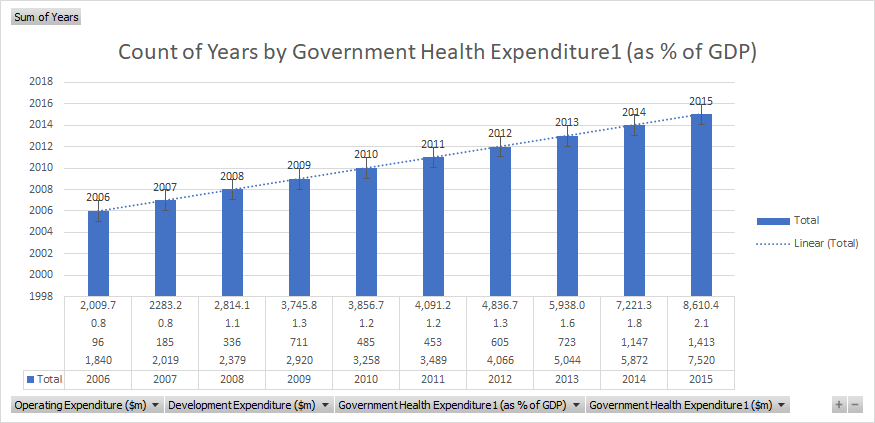 Sum of Years
Count of Years by Government Health Expenditure1 (as % of GDP)
2018
2016
2014
2012
2010
2008
2006
2004
2002
2000
1998
2006 2007 2008 2009 2010 2011 2012 2013 2014 2015
Total
Linear (Total)
2,009.7 2283.2 2,814.1 3,745.8 3,856.7 4,091.2 4,836.7 5,938.0 7,221.3 8,610.4
0.8 0.8 1.1 1.3 1.2 1.2 1.3 1.6 1.8 2.1
96 185 336 711 485 453 605 723 1,147 1,413
1,840 2,019 2,379 2,920 3,258 3,489 4,066 5,044 5,872 7,520
Total 2006 2007 2008 2009 2010 2011 2012 2013 2014 2015
Operating Expenditure ($m) Development Expenditure ($m) Government Health Expenditure1 (as % of GDP) Government Health Expenditure1 ($m) + −